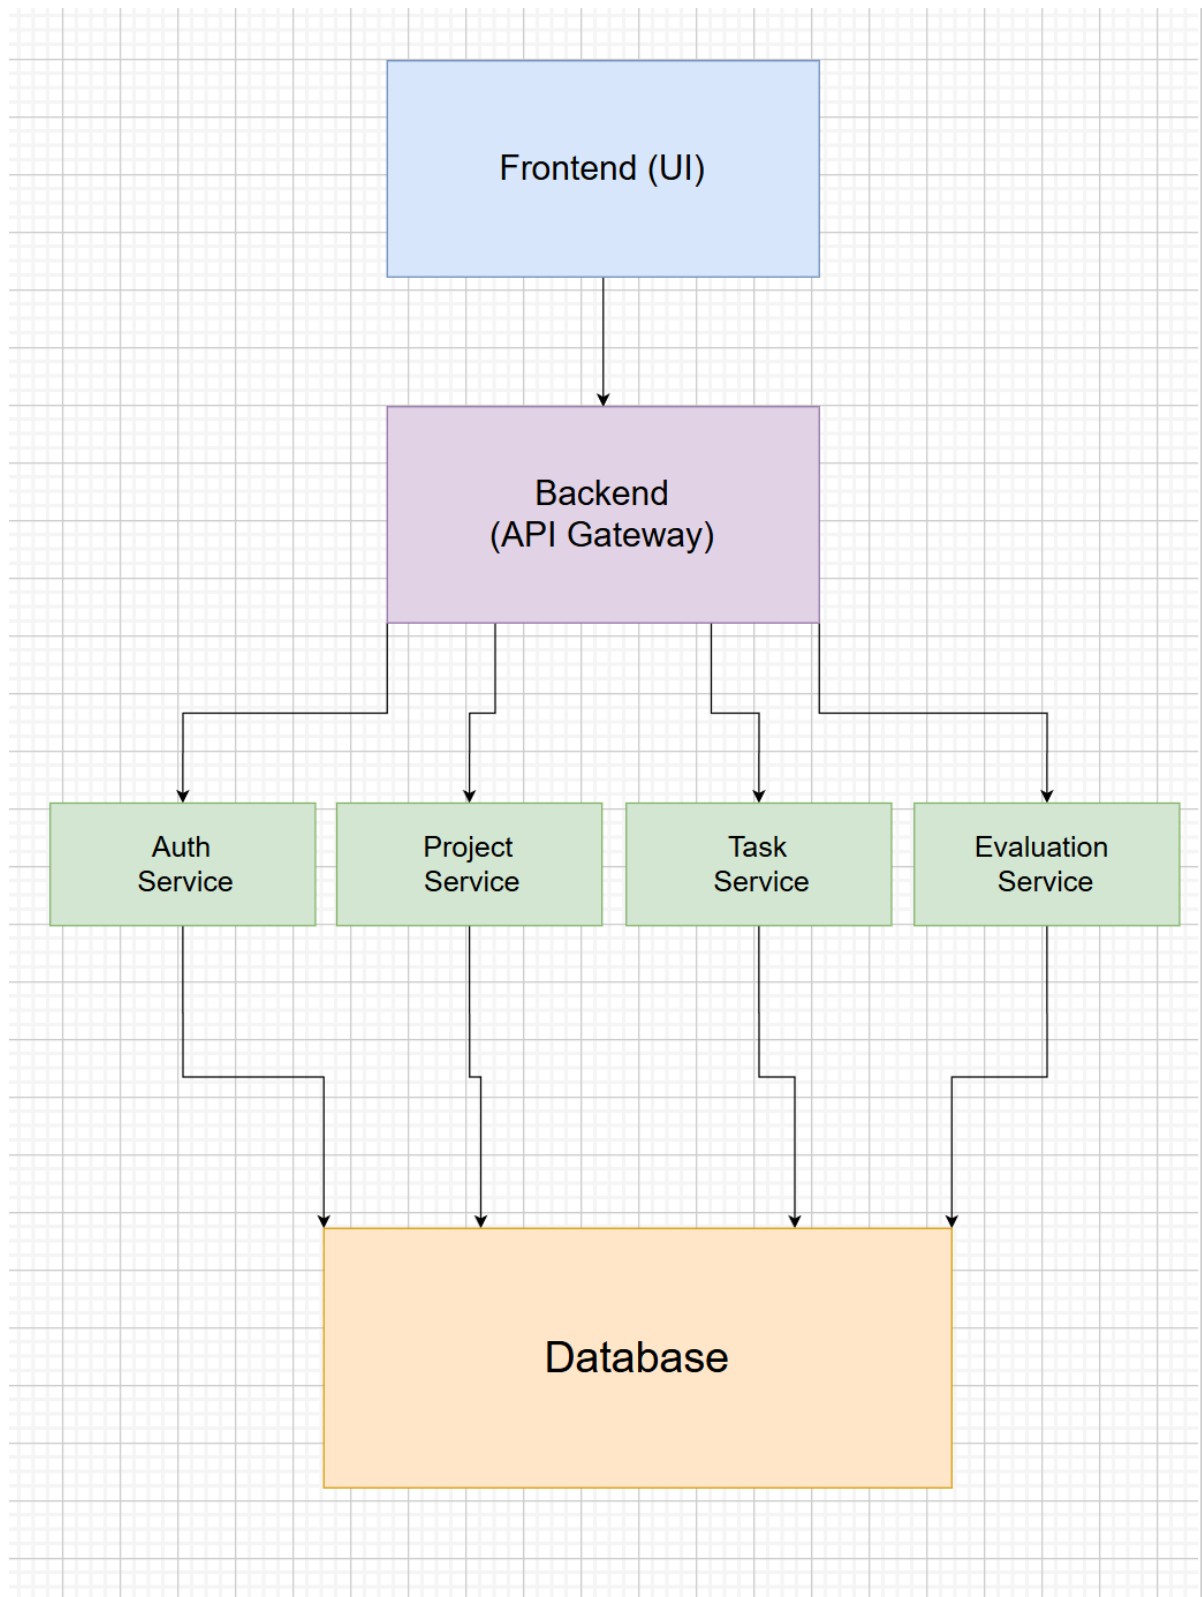 Frontend (UI)
Backend
(API Gateway)
Auth
Service
Project
Service
Task
Service
Evaluation
Service
Database